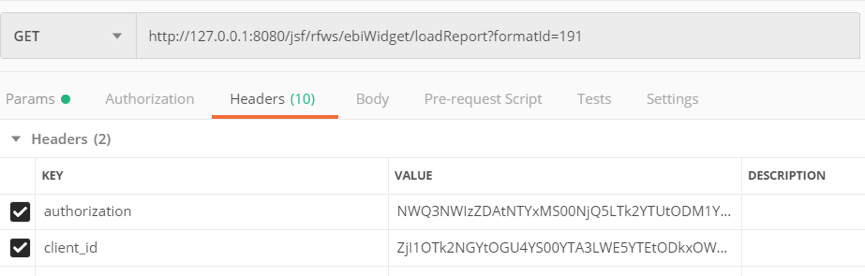 GET http://127.0.0.1:8080/jsf/rfws/ebiWidget/loadReport?formatId=191
Params Authorization Headers (10) Body Pre-request Script Tests Settings
Headers (2)
KEY VALUE DESCRIPTION
authorization NWQ3NWIzZDAtNTYxMS00NjQ5LTk2YTUtODM1Y...
client_id ZjI1OTk2NGYtOGU4YS00YTA3LWE5YTEtODkxOW...